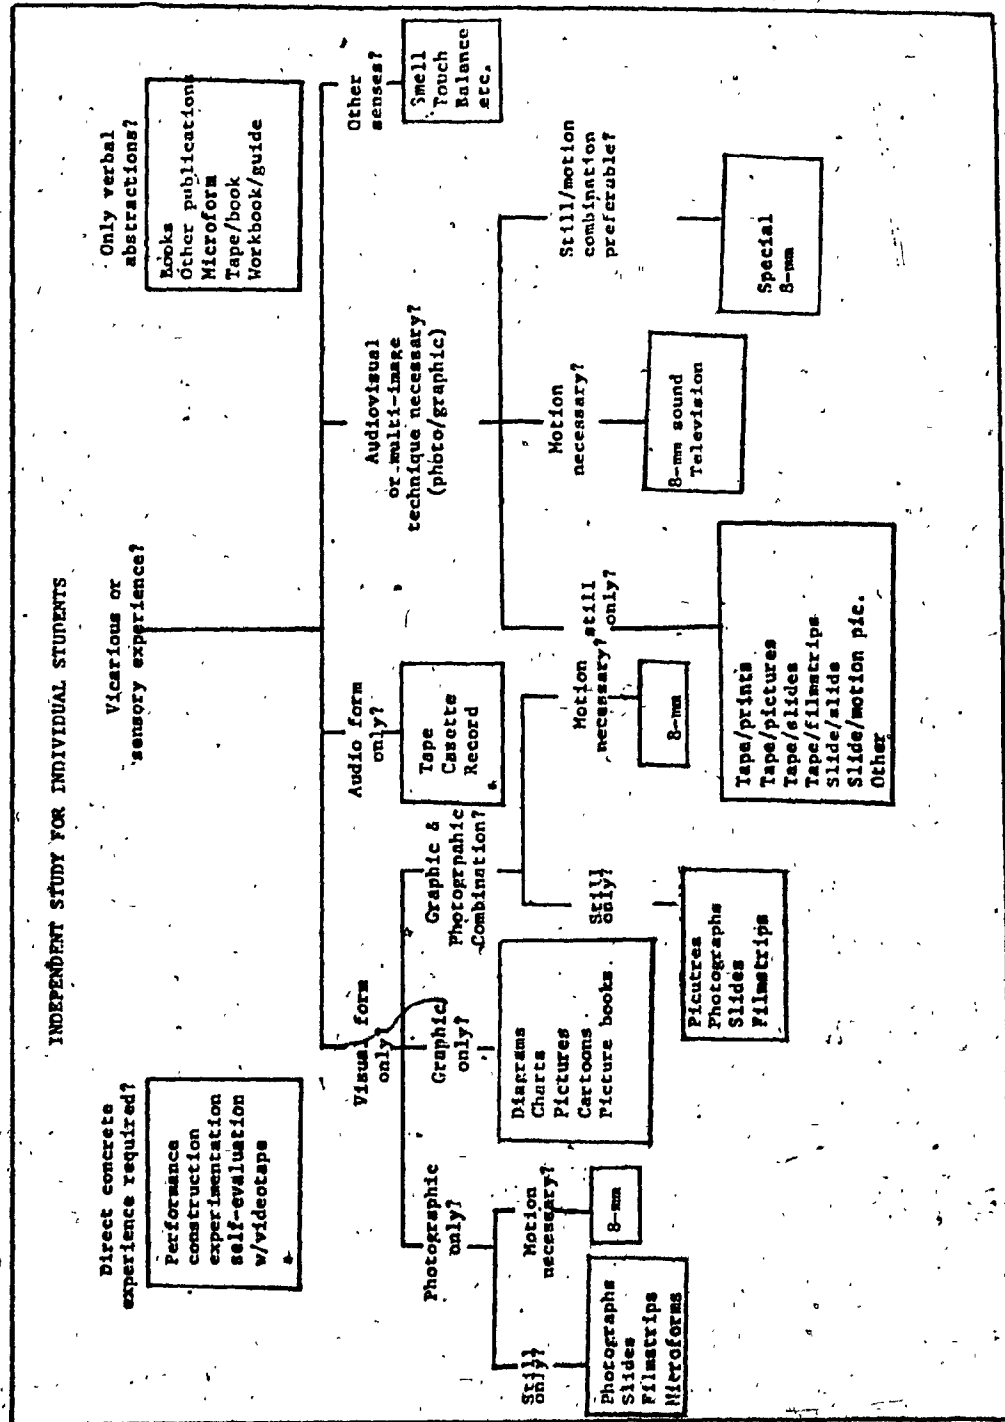 INDEPENDENT STUDY FOR INDIVIDUAL STUDENTS
Direct concrete
experience required?
Performance
construction
experimentation
self-evaluation
w/videotape
Vicarious or
sensory experience?
Only verbal
abstractions?
Books
Other publications
Microform
Tape/book
Workbook/guide
Visual form
only?
Audio form
only?
Tape
Casette
Record
Audiovisual
or multi-image
technique necessary?
(photo/graphic)
Other
senses?
Smell
Touch
Balance
etc.
Photographic
only?
Graphic
only?
Graphic &
Photogrpahic
Combination?
Still
only?
Photographs
Slides
Filmstrips
Microforms
Motion
necessary?
8-mm
Diagrams
Charts
Pictures
Cartoons
Picture books
Still
only?
Picutres
Photographs
Slides
Filmstrips
Motion
necessary?
8-mm
still
only?
Tape/prints
Tape/pictures
Tape/slides
Tape/filmstrips
Slide/slide
Slide/motion pic.
Other
Motion
necessary?
8-mm sound
Television
Still/motion
combination
preferuble?
Special
8-mm